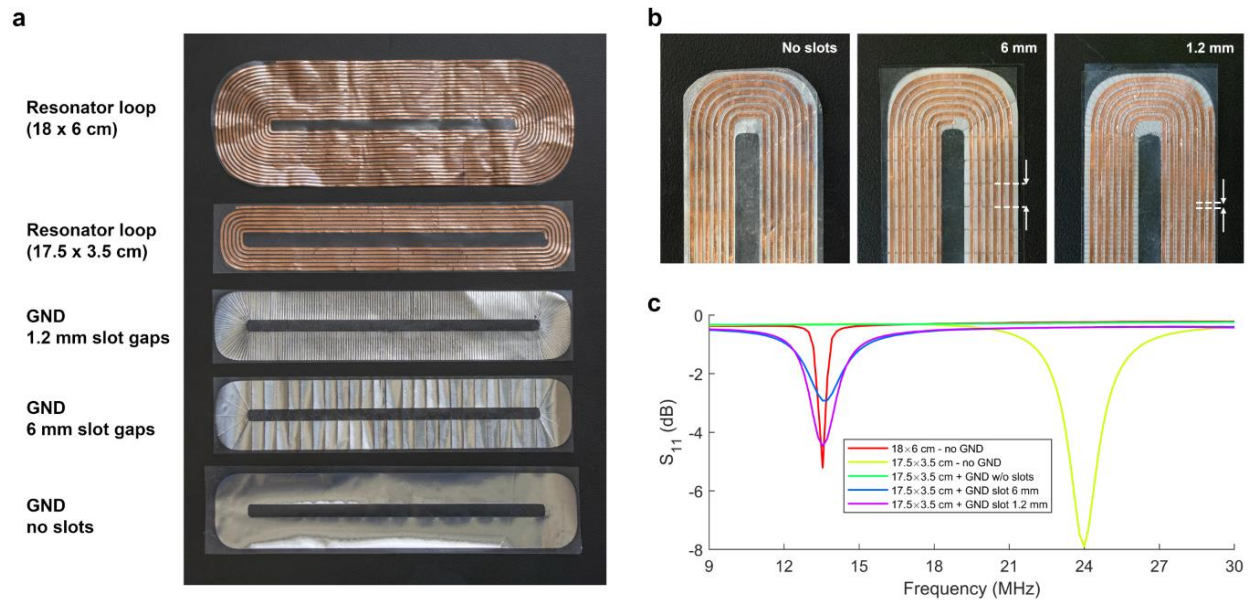 a
Resonator loop
(18 x 6 cm)
Resonator loop
(17.5 x 3.5 cm)
GND
1.2 mm slot gaps
GND
6 mm slot gaps
GND
no slots
b
No slots
6 mm
1.2 mm
c
0
-2
-4
-6
-8
S11 (dB)
18×6 cm - no GND
17.5×3.5 cm - no GND
17.5×3.5 cm + GND w/o slots
17.5×3.5 cm + GND slot 6 mm
17.5×3.5 cm + GND slot 1.2 mm
9 12 15 18 21 24 27 30
Frequency (MHz)